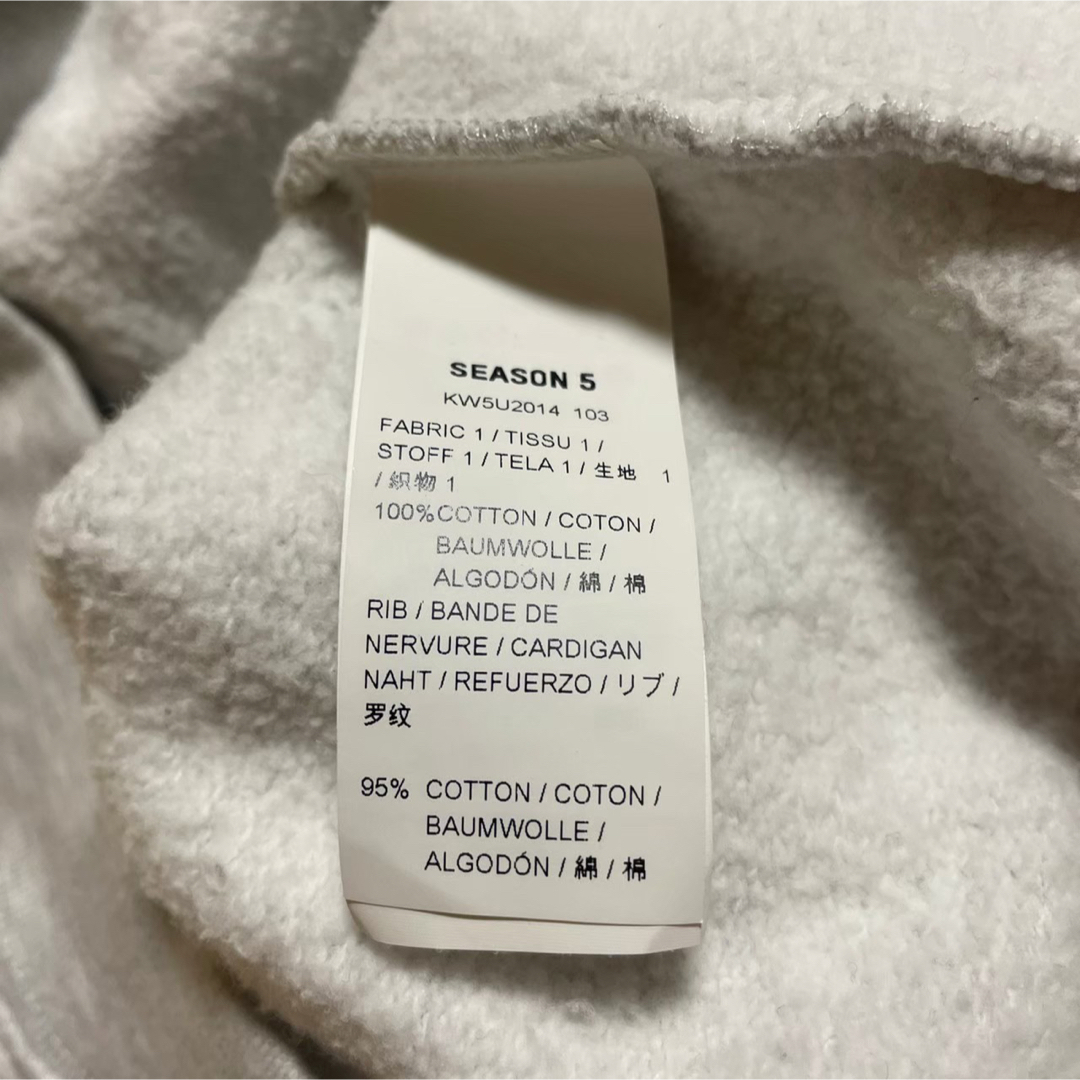 SEASON 5
KW5U2014 103
FABRIC 1 / TISSU 1 /
STOFF 1 / TELA 1 / 生地 1
/ 織物 1
100%COTTON / COTON /
BAUMWOLLE /
ALGODÓN / 綿 / 棉
RIB / BANDE DE
NERVURE / CARDIGAN
NAHT / REFUERZO / リブ /
罗纹
95% COTTON / COTON /
BAUMWOLLE /
ALGODÓN / 綿 / 棉